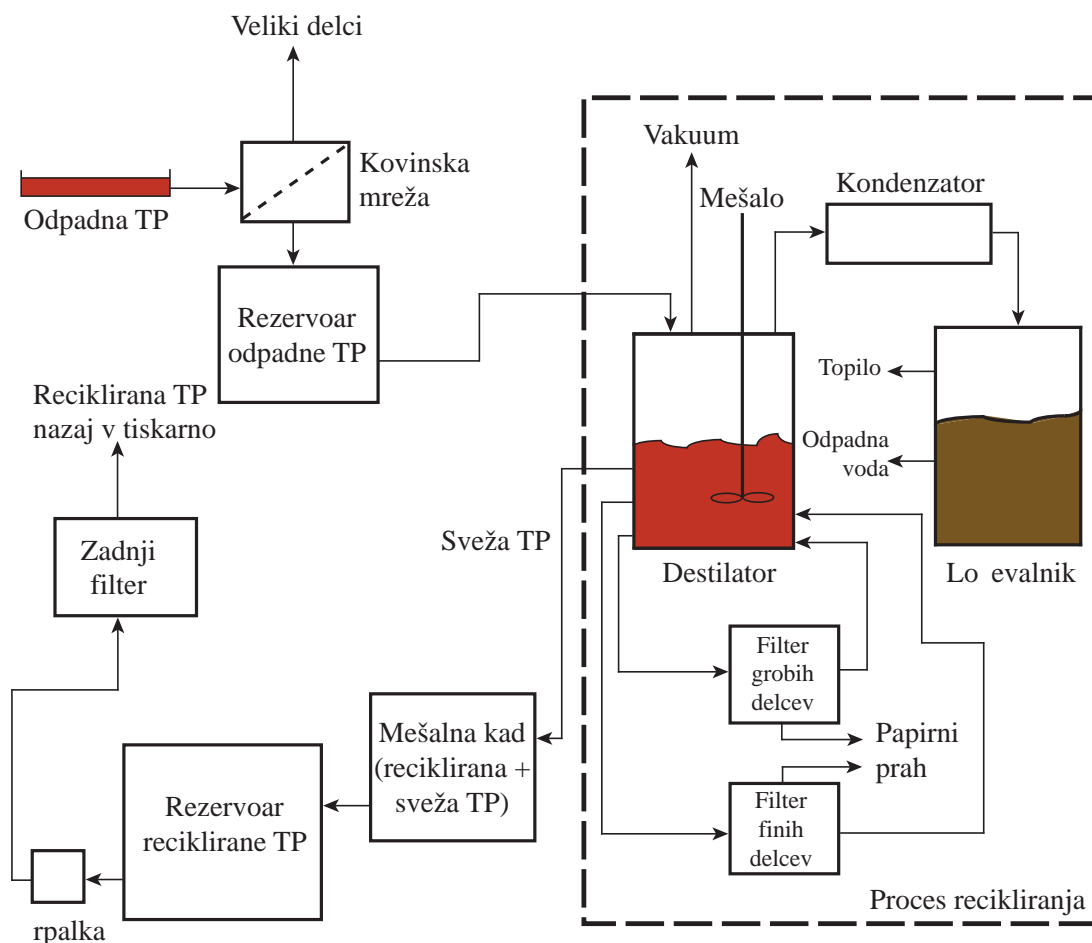 Veliki delci
Kovinska
mreža
Odpadna TP
Rezervoar
odpadne TP
Vakuum
Mešalo
Kondenzator
Topilo
Odpadna
voda
Reciklirana TP
nazaj v tiskarno
Zadnji
filter
Sveža TP
Destilator
Lo evalnik
Filter
grobih
delcev
Papirni
prah
Filter
finih
delcev
Mešalna kad
(reciklirana +
sveža TP)
Rezervoar
reciklirane TP
rpalka
Proces recikliranja